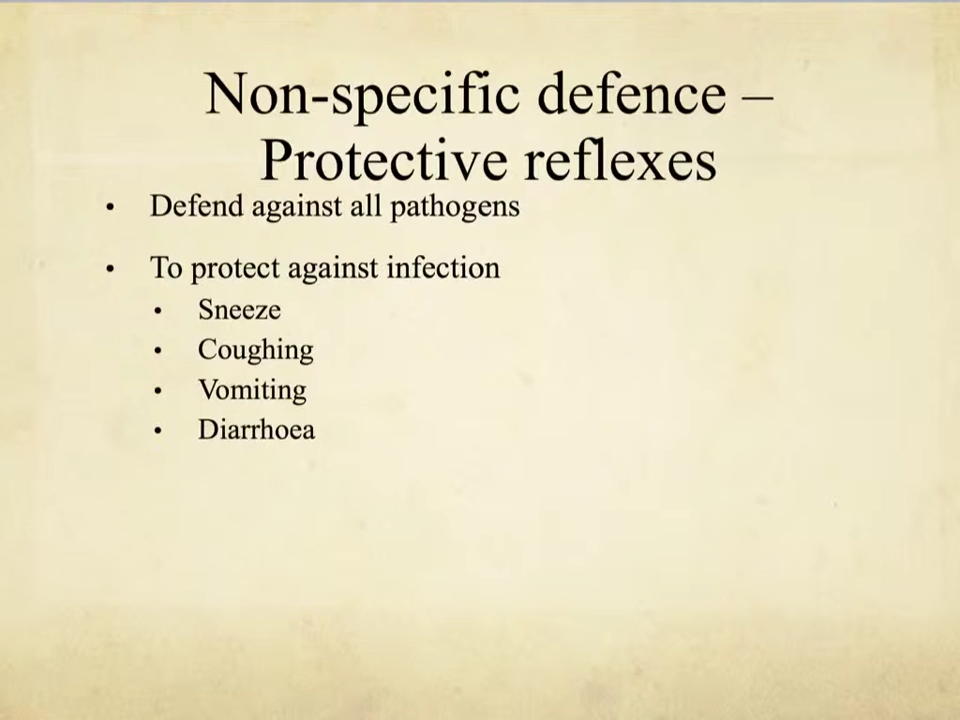 Non-specific defence –
Protective reflexes
• Defend against all pathogens
• To protect against infection
• Sneeze
• Coughing
• Vomiting
• Diarrhoea